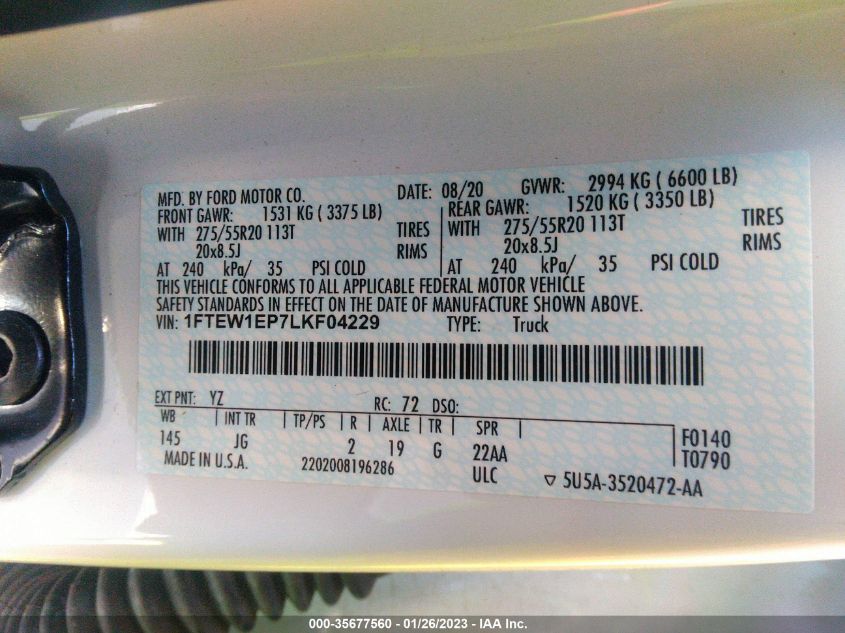 MFD. BY FORD MOTOR CO. DATE: 08/20 GVWR: 2994 KG ( 6600 LB)
FRONT GAWR: 1531 KG ( 3375 LB) REAR GAWR: 1520 KG ( 3350 LB)
WITH 275/55R20 113T TIRES WITH 275/55R20 113T TIRES
20x8.5J RIMS 20x8.5J RIMS
AT 240 kPa/ 35 PSI COLD AT 240 kPa/ 35 PSI COLD
THIS VEHICLE CONFORMS TO ALL APPLICABLE FEDERAL MOTOR VEHICLE
SAFETY STANDARDS IN EFFECT ON THE DATE OF MANUFACTURE SHOWN ABOVE.
VIN: 1FTEW1EP7LKF04229 TYPE: Truck
EXT PNT: YZ RC: 72 DSO:
WB INT TR TP/PS R AXLE TR SPR
145 JG 2 19 G 22AA F0140
MADE IN U.S.A. 2202008196286 ULC T0790
▽ 5U5A-3520472-AA
000-35677560 - 01/26/2023 - IAA Inc.